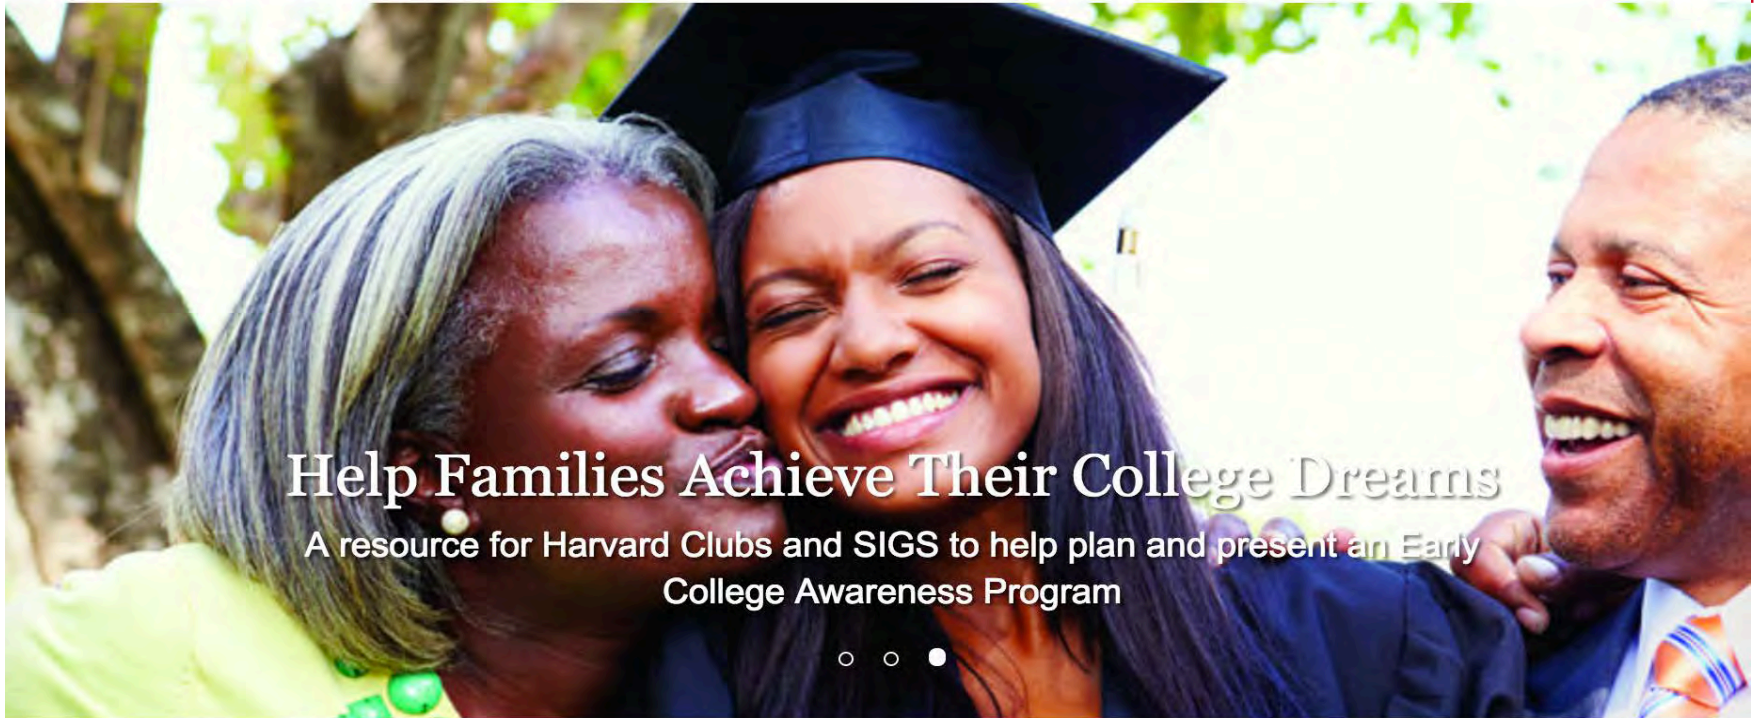 Help Families Achieve Their College Dreams
A resource for Harvard Clubs and SIGS to help plan and present an Early
College Awareness Program